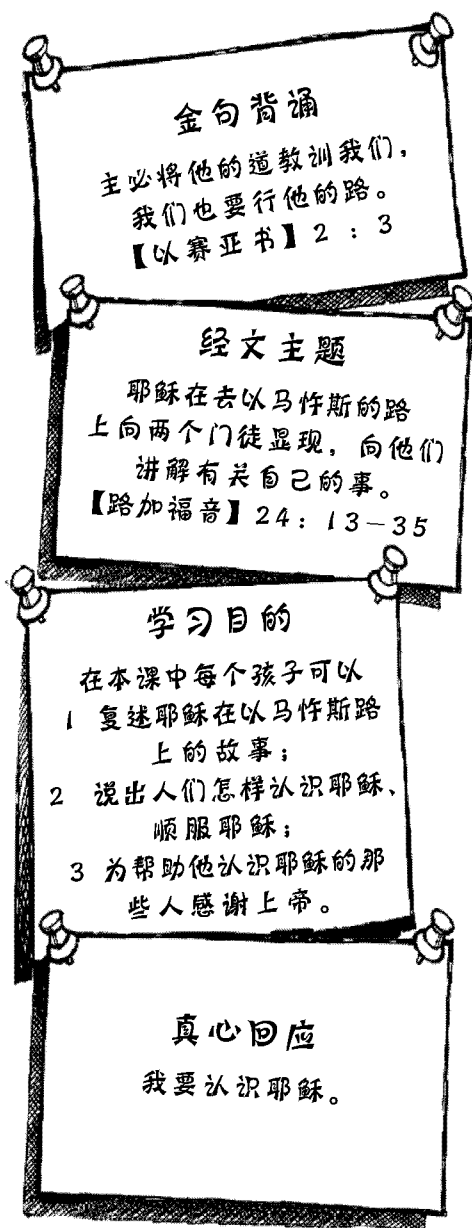 金句背诵
主必将他的道教训我们，
我们也要行他的路。
【以赛亚书】2：3
经文主题
耶稣在去以马忤斯的路
上向两个门徒显现，向他们
讲解有关自己的事。
【路加福音】24：13—35
学习目的
在本课中每个孩子可以
1 复述耶稣在以马忤斯路
上的故事；
2 说出人们怎样认识耶稣、
顺服耶稣；
3 为帮助他认识耶稣的那
些人感谢上帝。
真心回应
我要认识耶稣。